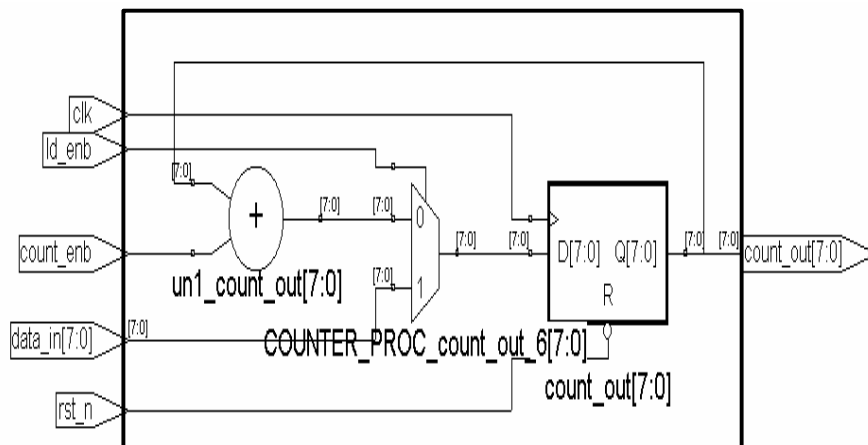 clk
ld_enb
[7:0]
+
[7:0]
[7:0]
0
[7:0]
[7:0]
D[7:0]
Q[7:0]
[7:0]
[7:0]
count_out[7:0]
count_enb
un1_count_out[7:0]
[7:0]
1
R
data_in[7:0]
[7:0]
COUNTER_PROC_count_out_6[7:0]
count_out[7:0]
rst_n